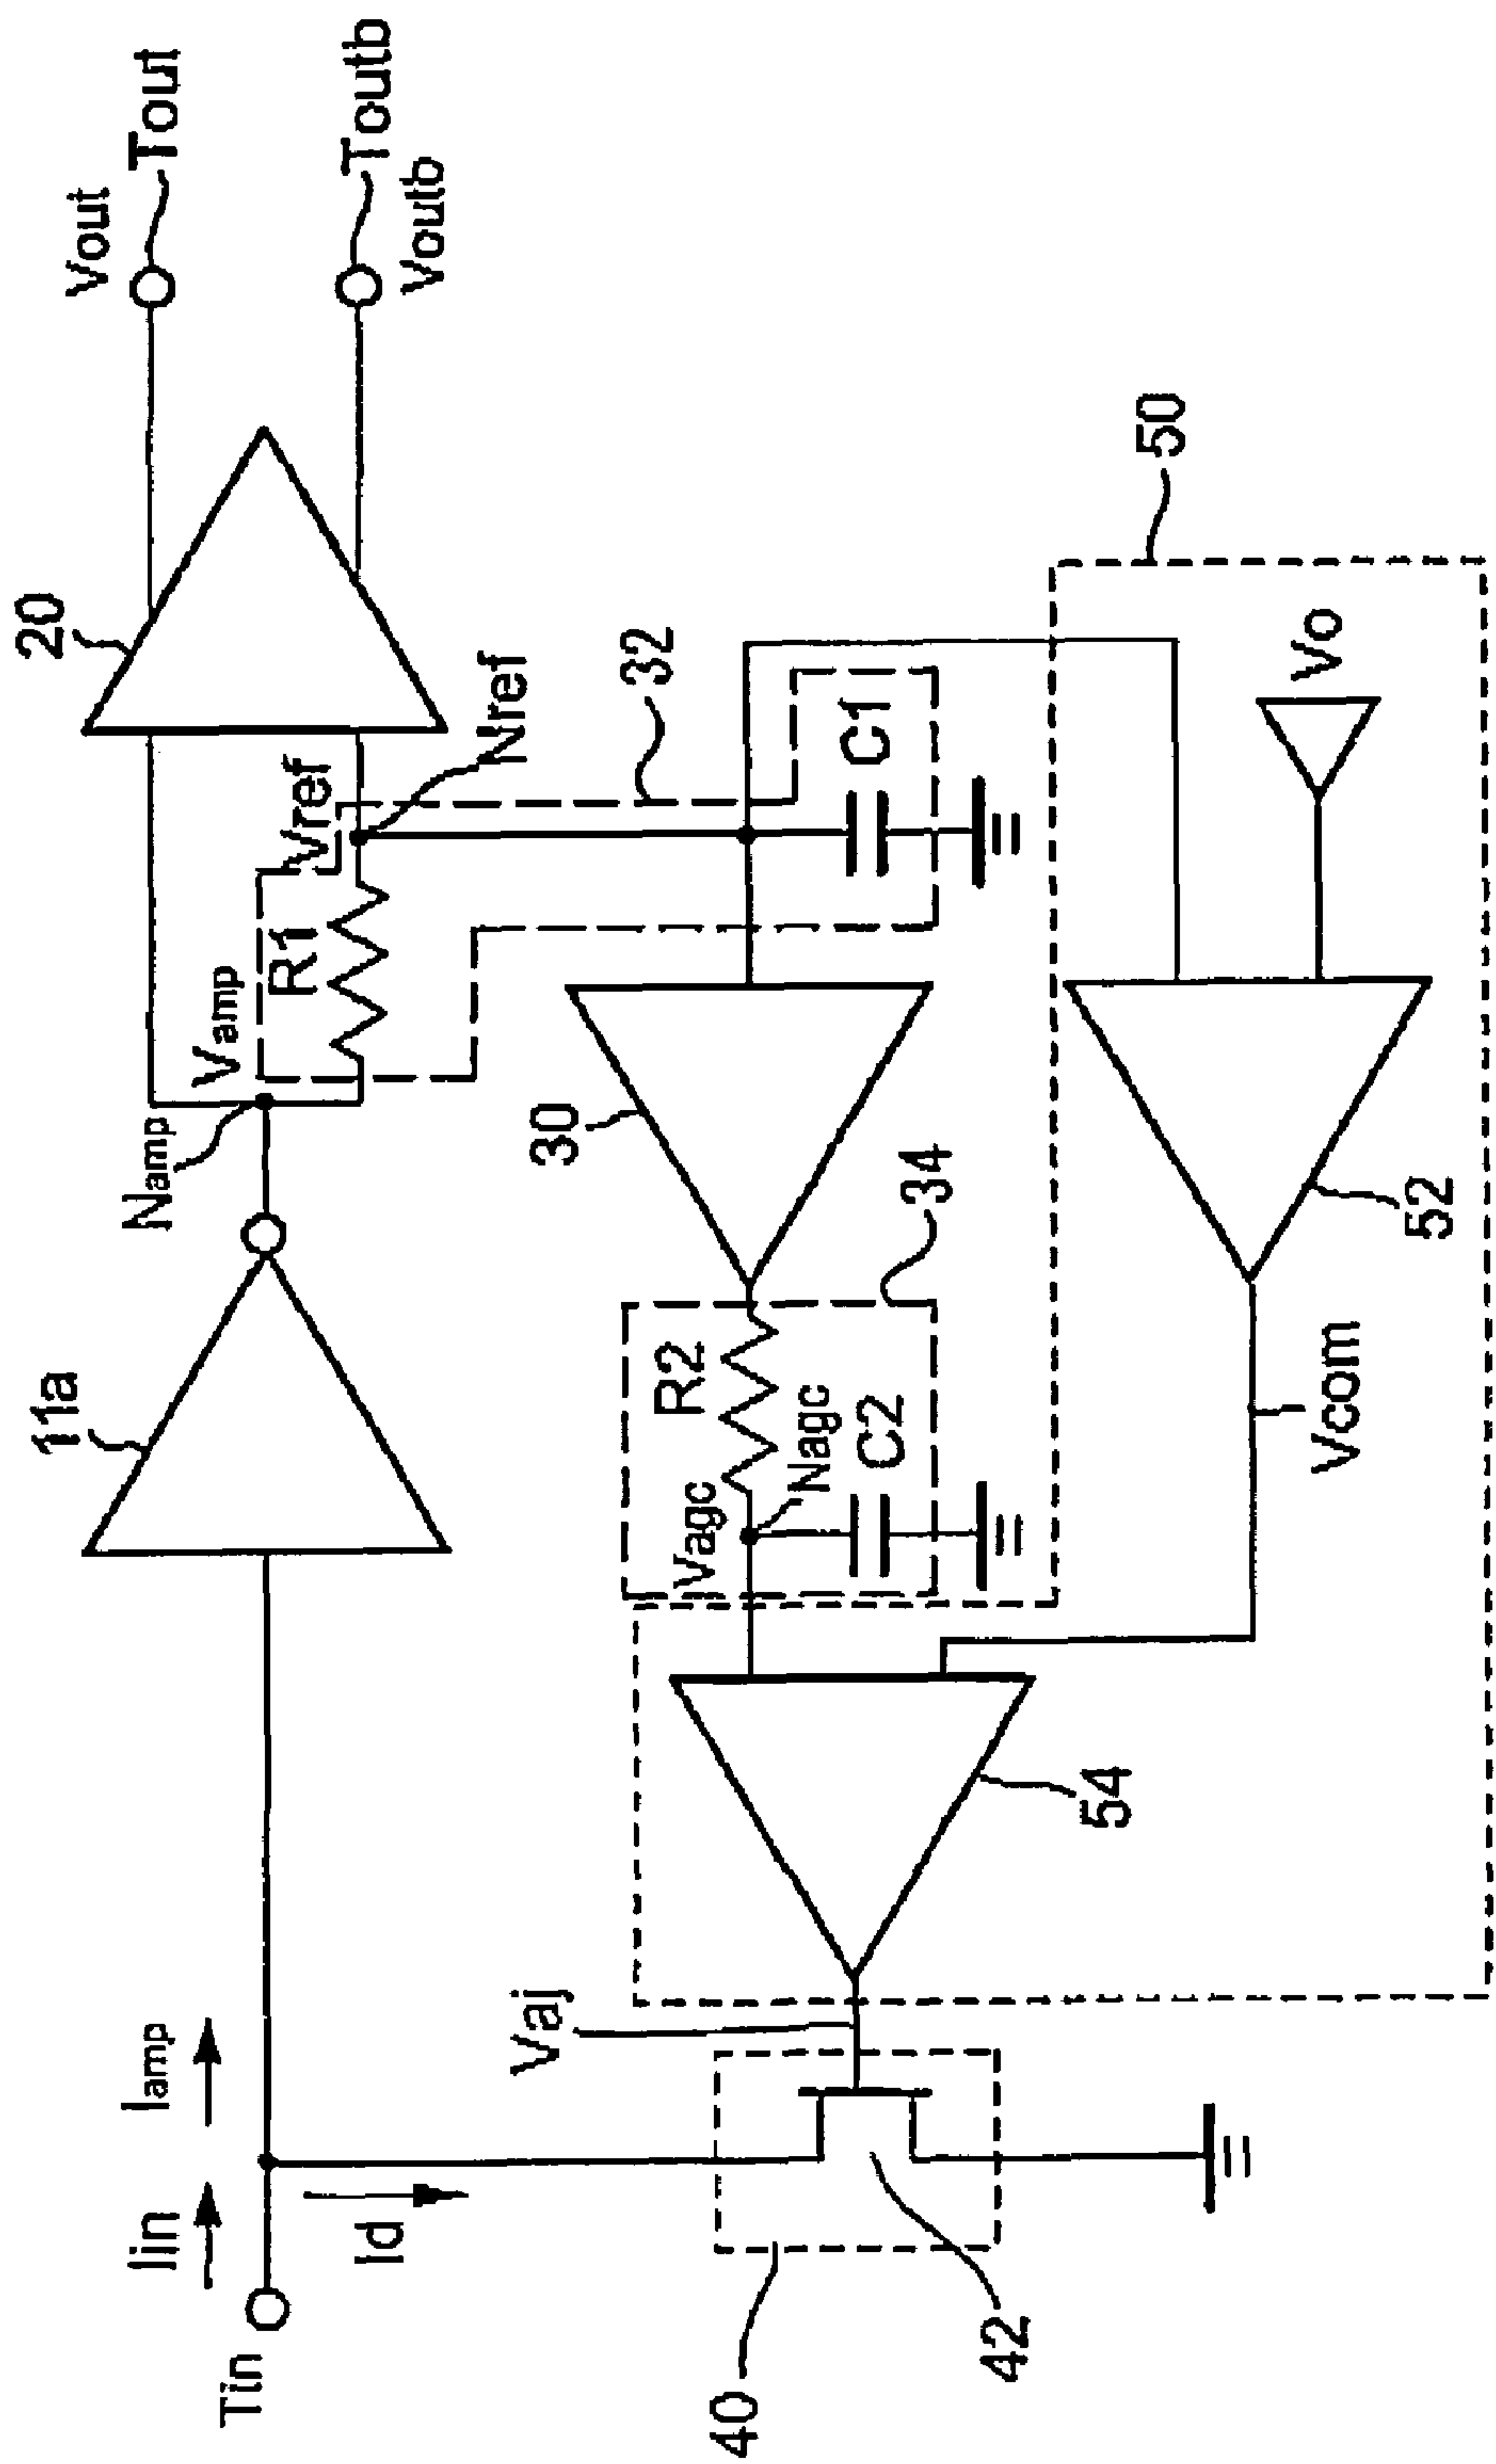 Vout
Tout
20
11a
Namp
Vamp
Vref
R1
Nref
Toutb
Voutb
Iin
Iamp
Tin
Id
32
30
R2
Vagc
Nagc
C2
34
C1
Vaj
50
40
42
54
Vcom
52
Vo